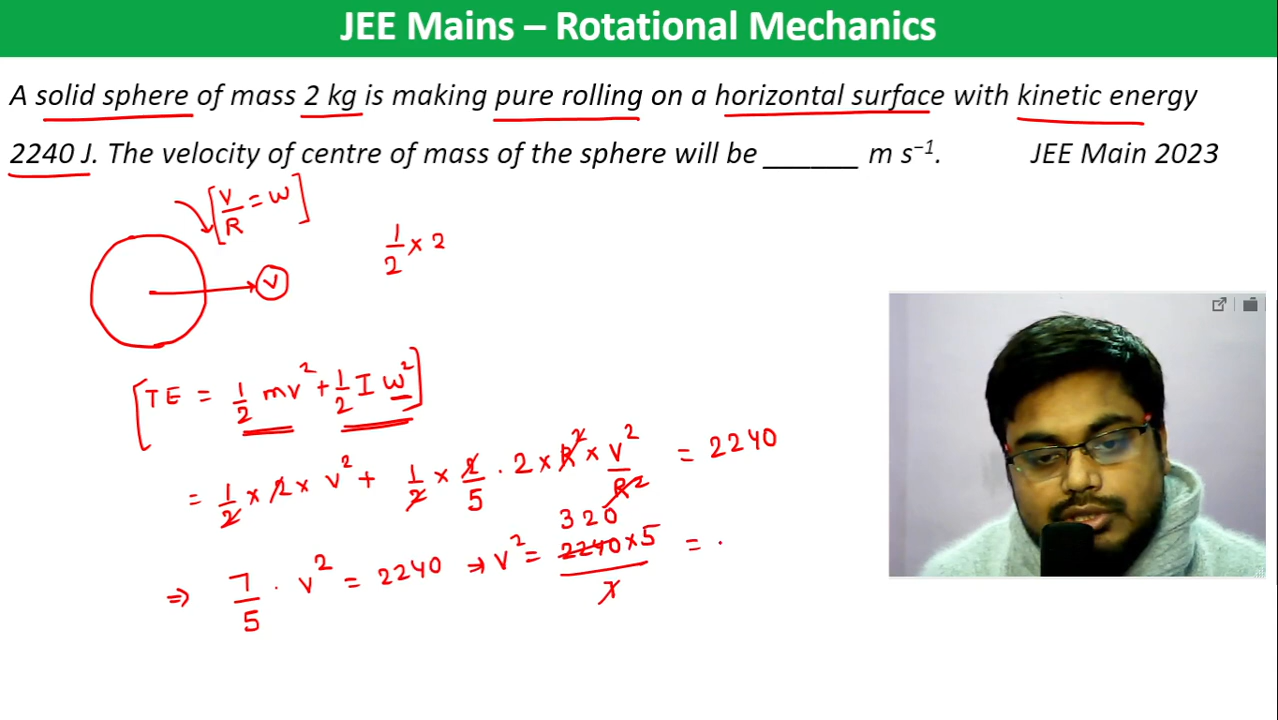 JEE Mains – Rotational Mechanics
A solid sphere of mass 2 kg is making pure rolling on a horizontal surface with kinetic energy
2240 J. The velocity of centre of mass of the sphere will be ______ m s⁻¹. JEE Main 2023
[V/R = ω]
1/2 × 2
V
[TE = 1/2 mv² + 1/2 I ω²]
= 1/2 × 2 × v² + 1/2 × 2/5 · 2 × R² × v²/R² = 2240
320
⇒ 7/5 · v² = 2240 → v² = 2240×5/7 = .